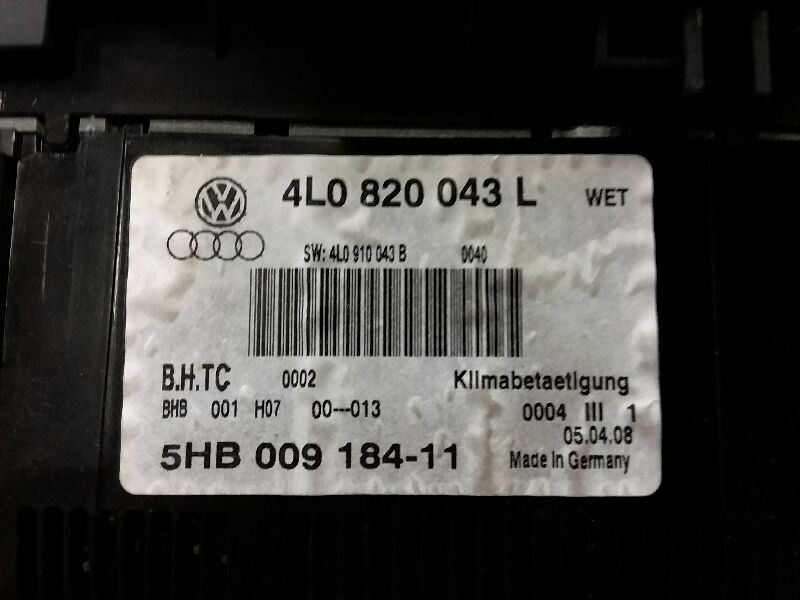 4L0 820 043 L WET
SW: 4L0 910 043 B 0040
B.H.TC 0002 Klimabetaetigung
BHB 001 H07 00---013 0004 III 1
05.04.08
5HB 009 184-11 Made In Germany